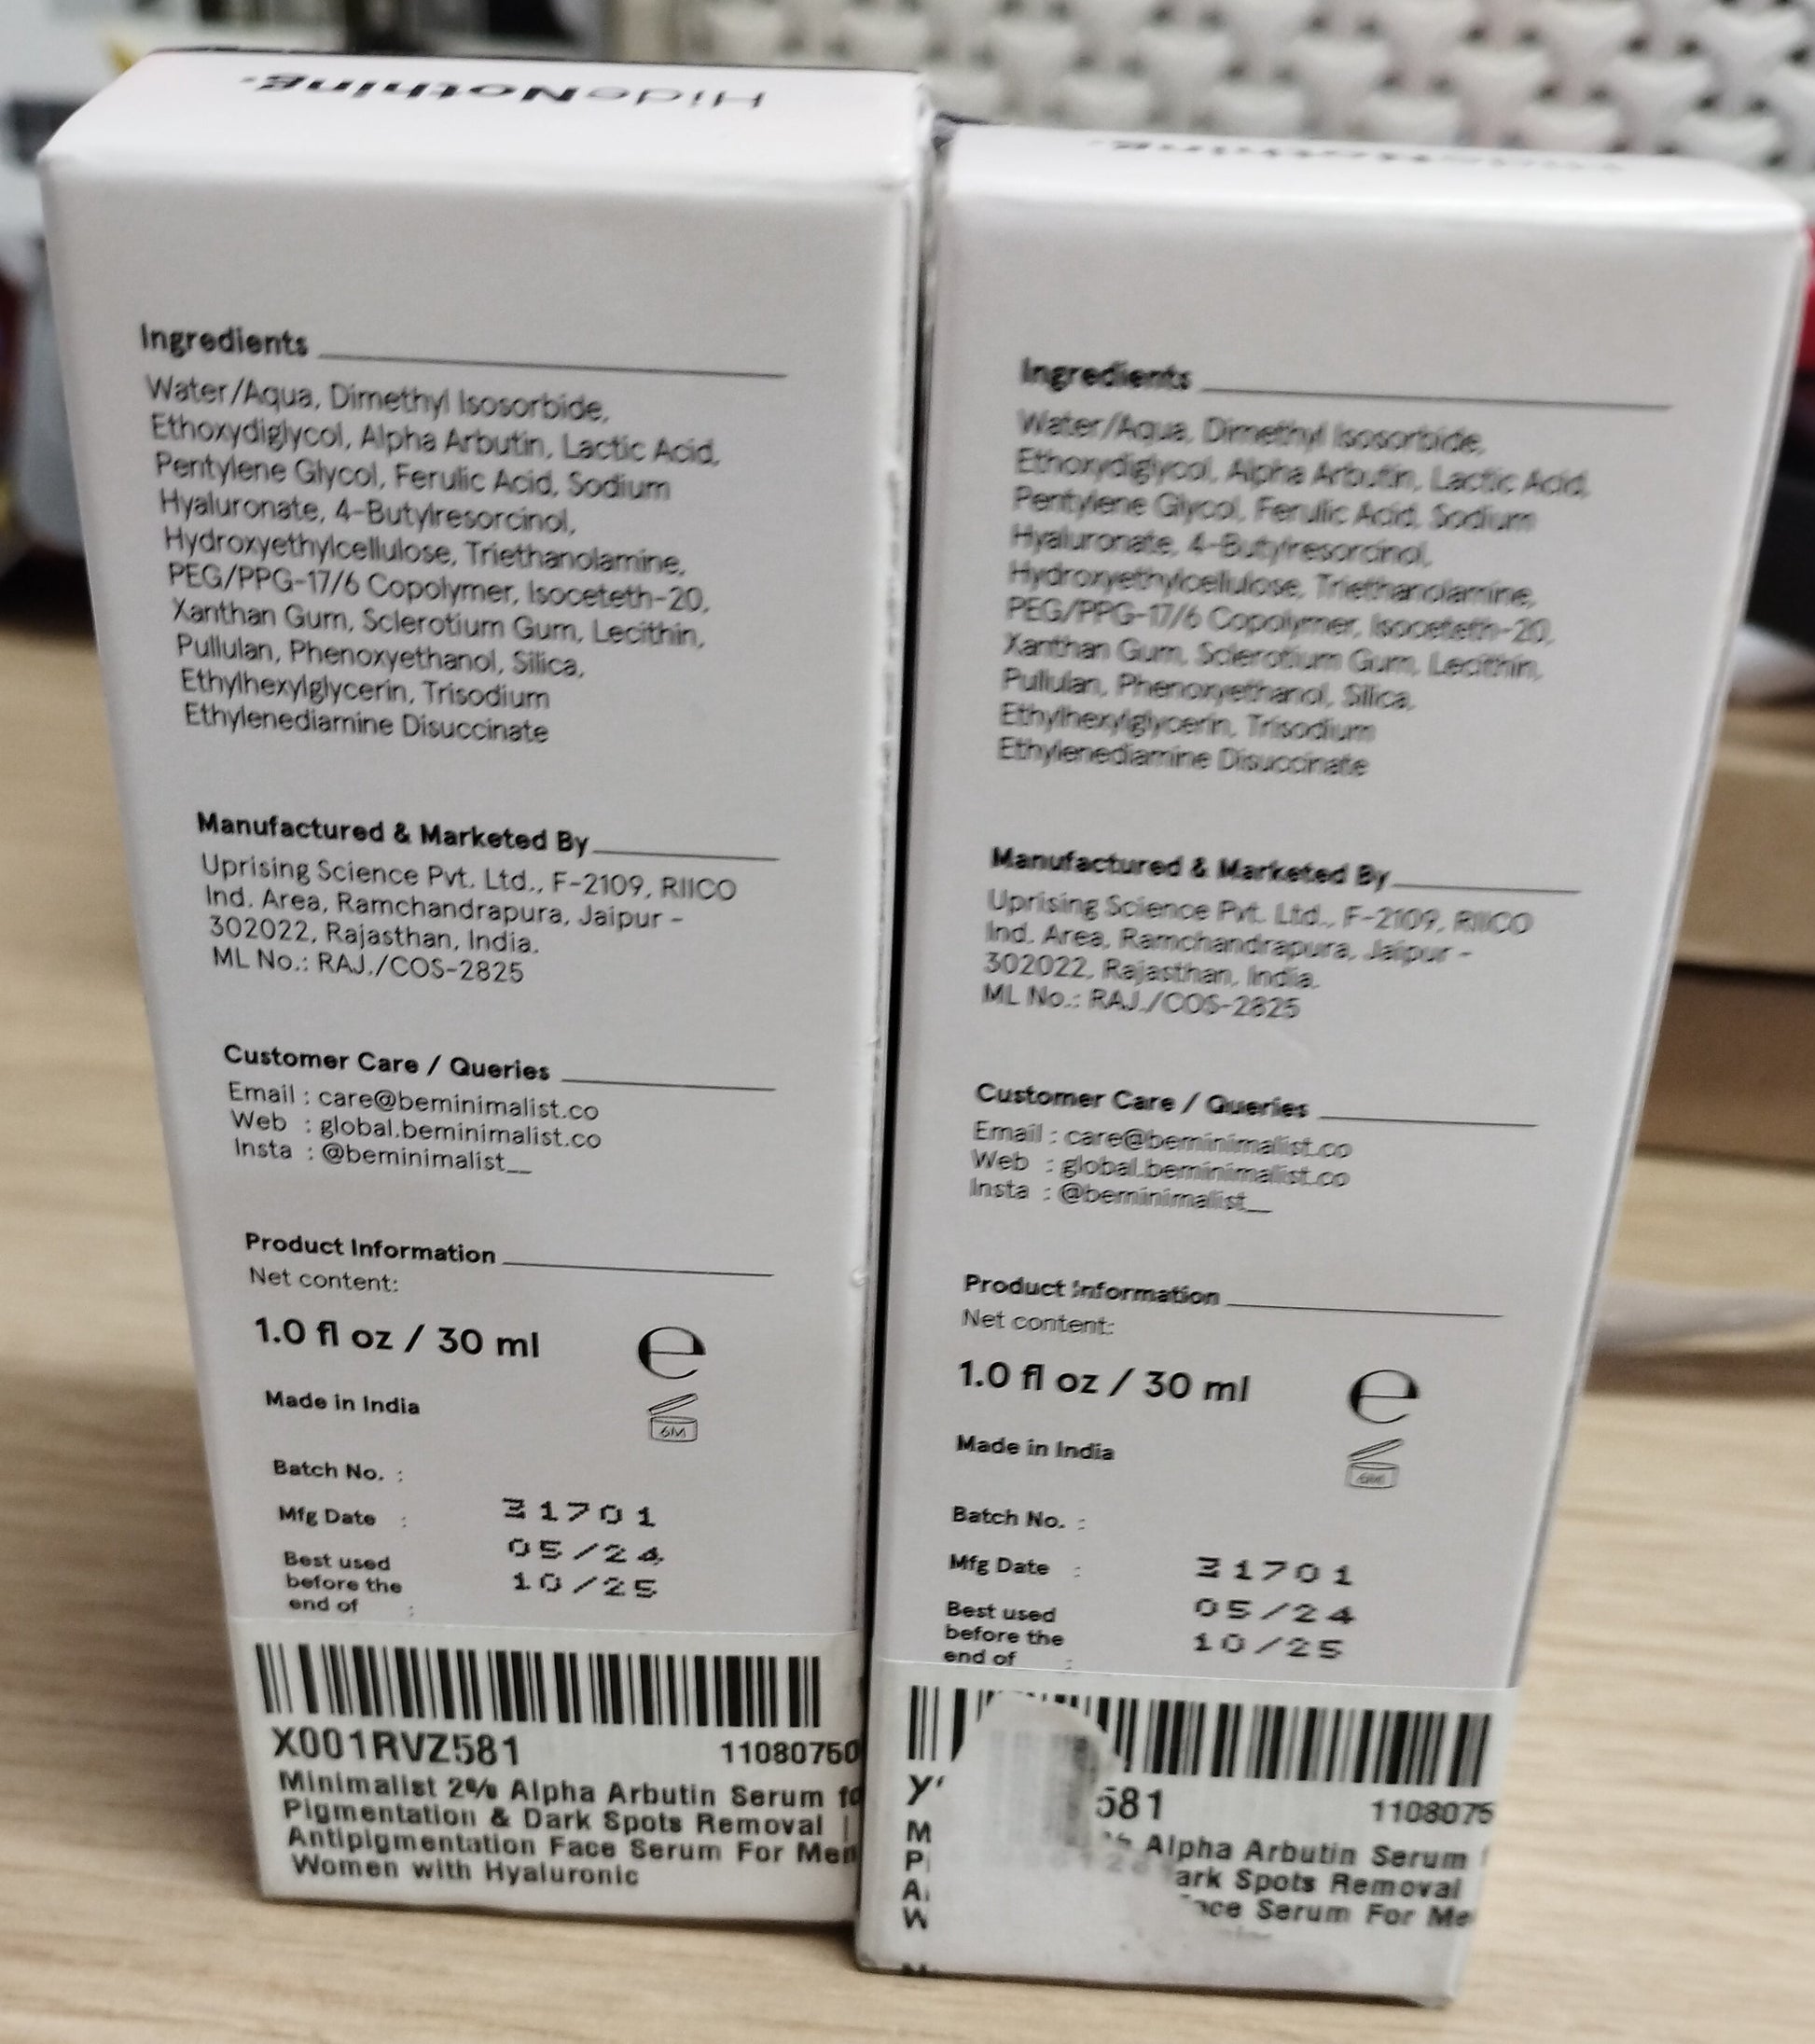 HideNothing.
Ingredients
Water/Aqua, Dimethyl Isosorbide,
Ethoxydiglycol, Alpha Arbutin, Lactic Acid,
Pentylene Glycol, Ferulic Acid, Sodium
Hyaluronate, 4-Butylresorcinol,
Hydroxyethylcellulose, Triethanolamine,
PEG/PPG-17/6 Copolymer, Isoceteth-20,
Xanthan Gum, Sclerotium Gum, Lecithin,
Pullulan, Phenoxyethanol, Silica,
Ethylhexylglycerin, Trisodium
Ethylenediamine Disuccinate
Manufactured & Marketed By
Uprising Science Pvt. Ltd., F-2109, RIICO
Ind. Area, Ramchandrapura, Jaipur -
302022, Rajasthan, India.
ML No.: RAJ./COS-2825
Customer Care / Queries
Email : care@beminimalist.co
Web : global.beminimalist.co
Insta : @beminimalist__
Product Information
Net content:
1.0 fl oz / 30 ml e
Made in India 6M
Batch No. :
Mfg Date : 31701
05/24
Best used
before the 10/25
end of :
X001RVZ581 11080750
Minimalist 2% Alpha Arbutin Serum fo
Pigmentation & Dark Spots Removal |
Antipigmentation Face Serum For Men
Women with Hyaluronic
HideNothing.
Ingredients
Water/Aqua, Dimethyl Isosorbide,
Ethoxydiglycol, Alpha Arbutin, Lactic Acid,
Pentylene Glycol, Ferulic Acid, Sodium
Hyaluronate, 4-Butylresorcinol,
Hydroxyethylcellulose, Triethanolamine,
PEG/PPG-17/6 Copolymer, Isoceteth-20,
Xanthan Gum, Sclerotium Gum, Lecithin,
Pullulan, Phenoxyethanol, Silica,
Ethylhexylglycerin, Trisodium
Ethylenediamine Disuccinate
Manufactured & Marketed By
Uprising Science Pvt. Ltd., F-2109, RIICO
Ind. Area, Ramchandrapura, Jaipur -
302022, Rajasthan, India.
ML No.: RAJ./COS-2825
Customer Care / Queries
Email : care@beminimalist.co
Web : global.beminimalist.co
Insta : @beminimalist__
Product Information
Net content:
1.0 fl oz / 30 ml e
Made in India 6M
Batch No. :
Mfg Date : 31701
Best used 05/24
before the 10/25
end of :
581 1108075
Alpha Arbutin Serum
ark Spots Removal
ace Serum For Me